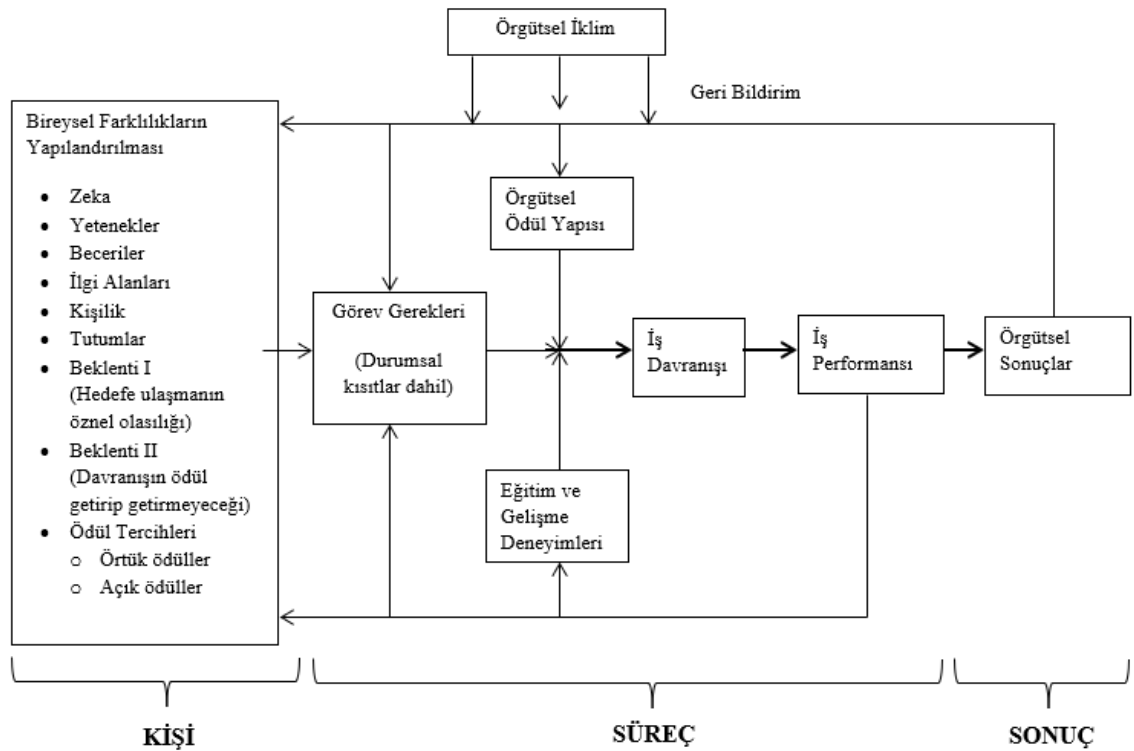 Örgütsel İklim
Geri Bildirim
Bireysel Farklılıkların
Yapılandırılması
• Zeka
• Yetenekler
• Beceriler
• İlgi Alanları
• Kişilik
• Tutumlar
• Beklenti I
(Hedefe ulaşmanın
öznel olasılığı)
• Beklenti II
(Davranışın ödül
getirip getirmeyeceği)
• Ödül Tercihleri
o Örtük ödüller
o Açık ödüller
Örgütsel
Ödül Yapısı
Görev Gerekleri
(Durumsal
kısıtlar dahil)
İş
Davranışı
İş
Performansı
Örgütsel
Sonuçlar
Eğitim ve
Gelişme
Deneyimleri
KİŞİ
SÜREÇ
SONUÇ